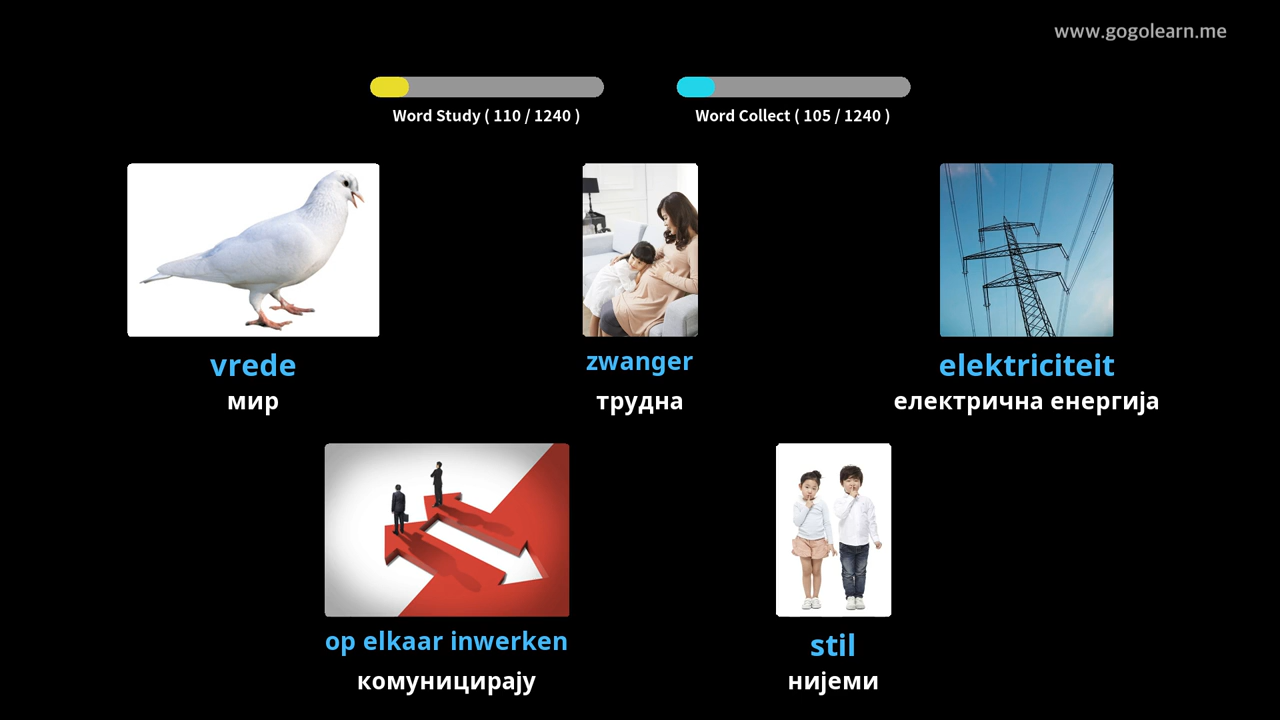 www.gogolearn.me
Word Study ( 110 / 1240 )
Word Collect ( 105 / 1240 )
vrede
мир
zwanger
трудна
elektriciteit
електрична енергија
op elkaar inwerken
комуницирају
stil
нијеми